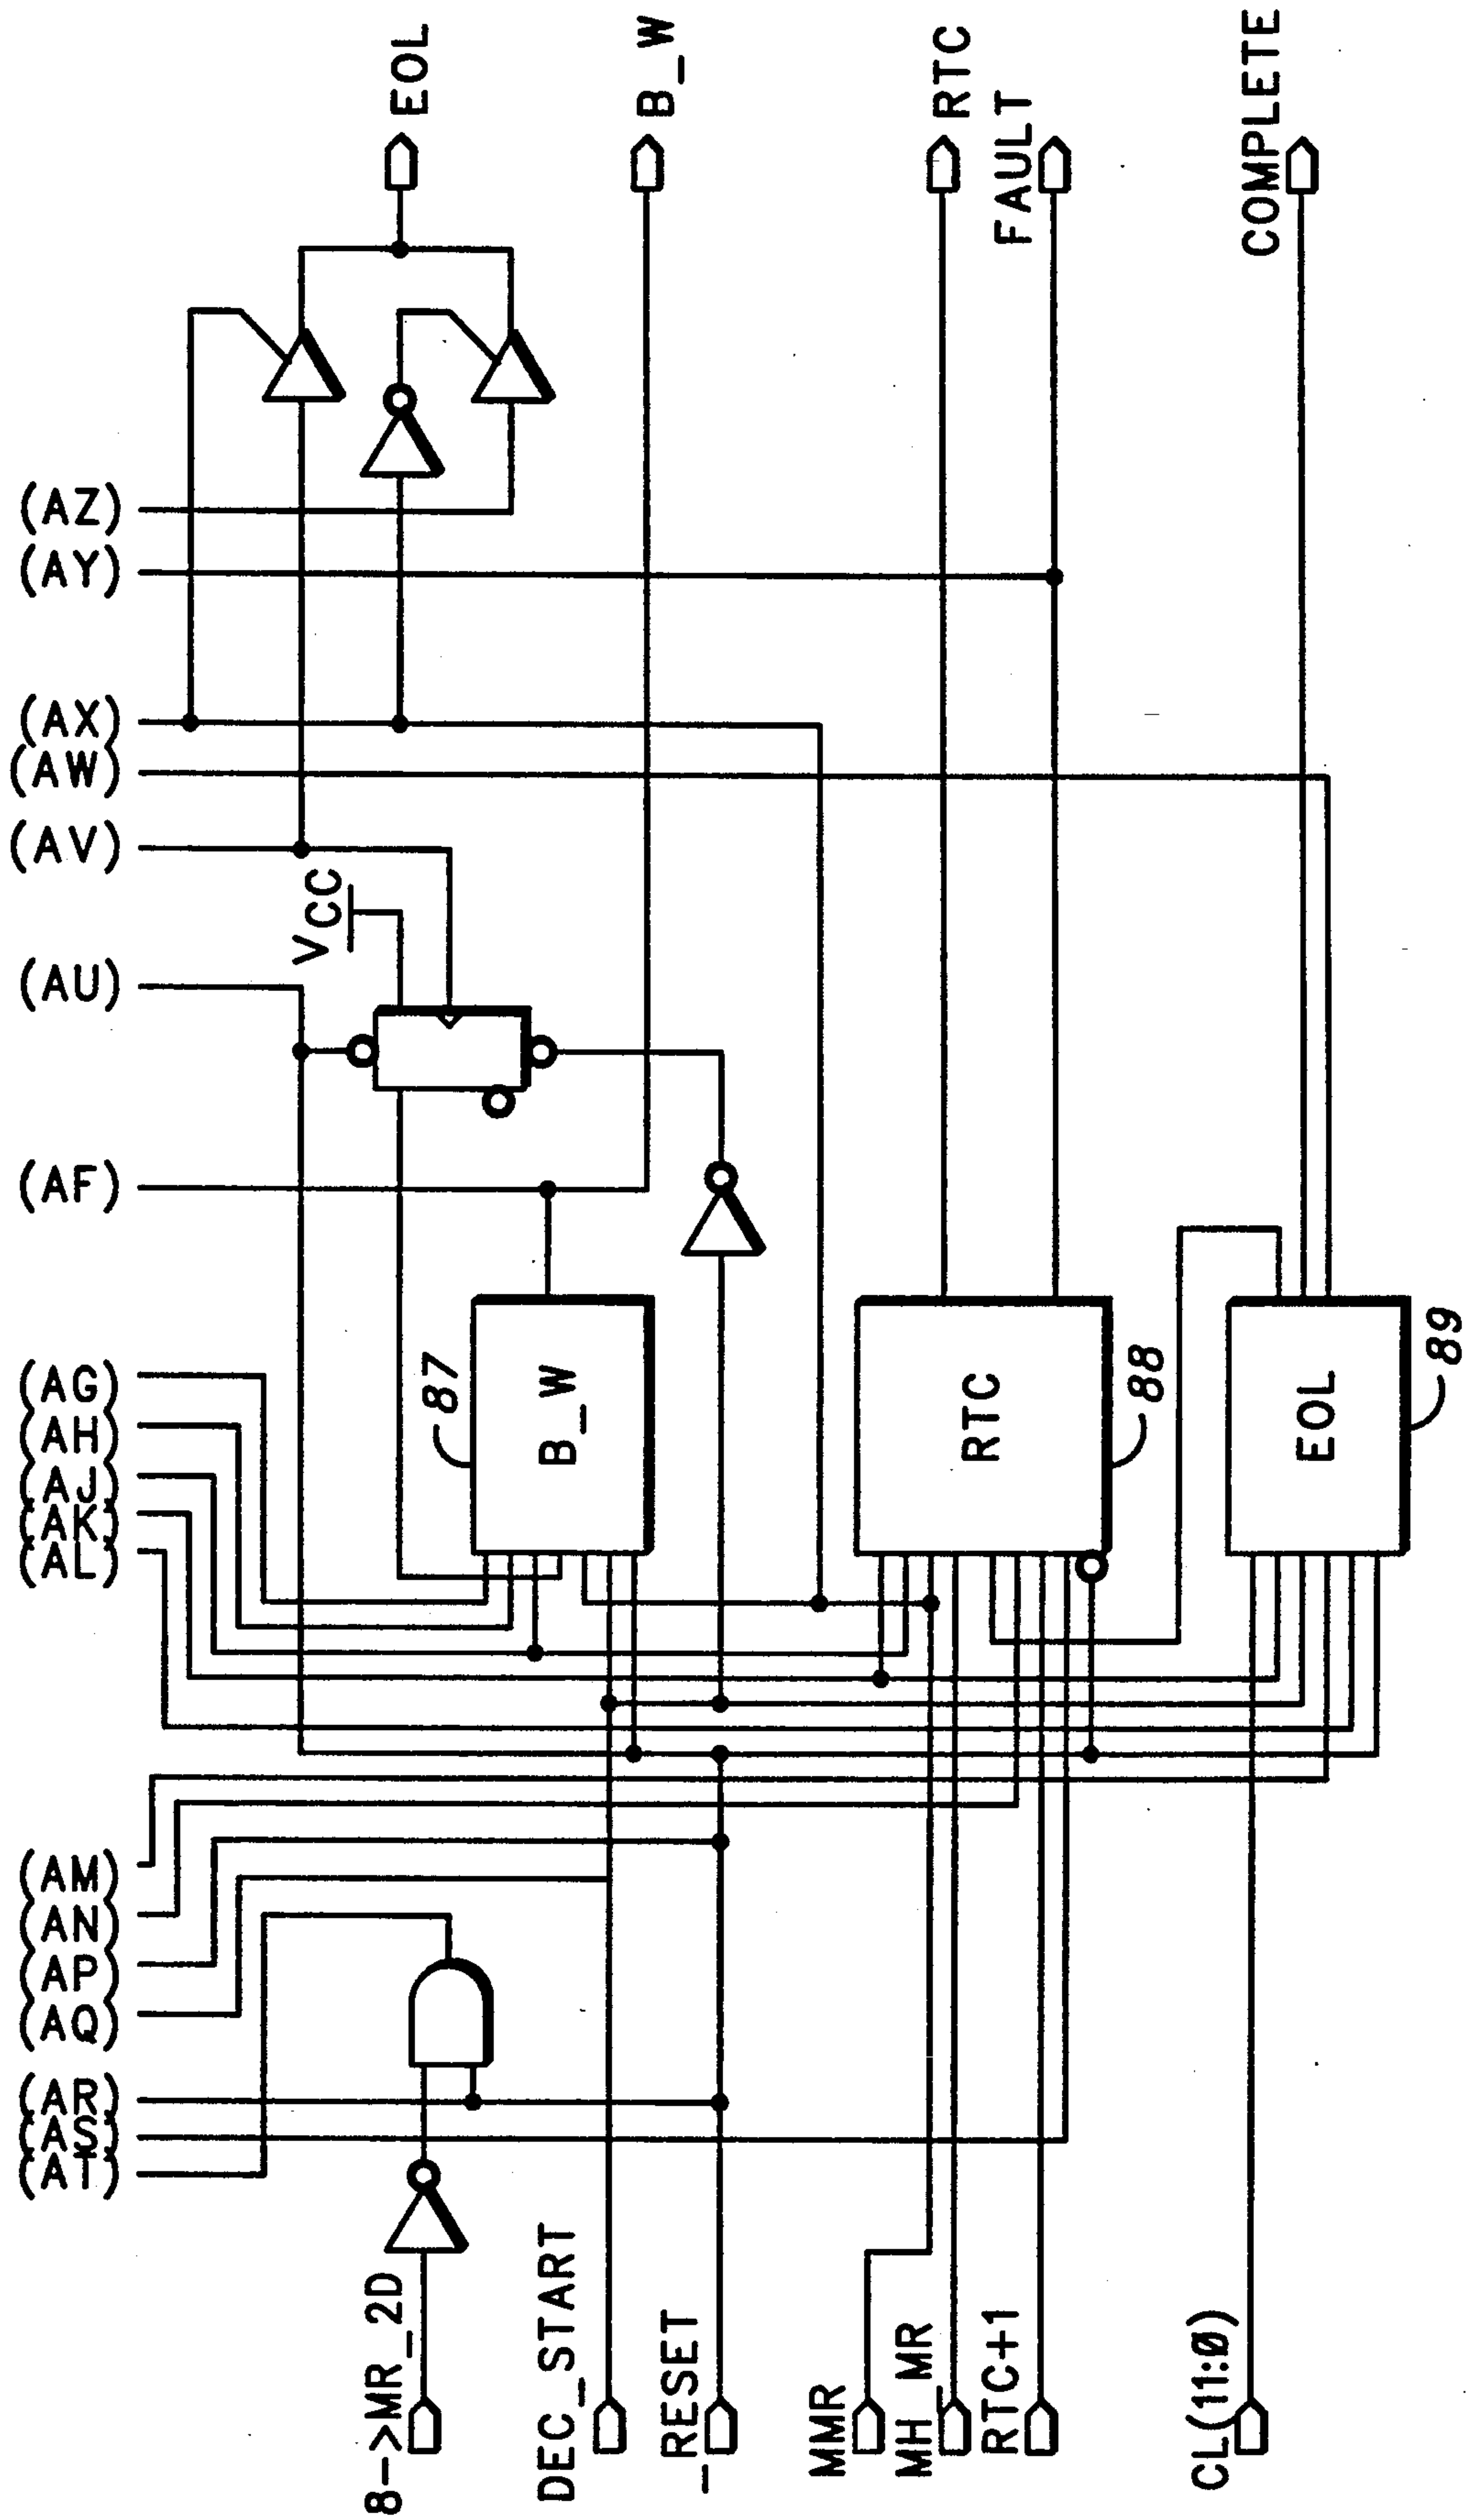 EOL
B_W
RTC
FAULT
COMPLETE
(AZ)
(AY)
(AX)
(AW)
(AV)
VCC
(AU)
(AF)
(AG)
(AH)
(AJ)
(AK)
(AL)
87
B_W
RTC
88
EOL
89
(AM)
(AN)
(AP)
(AQ)
(AR)
(AS)
(AT)
8->MR_2D
DEC_START
_RESET
MMR
MH_MR
RTC+1
CL(11:0)